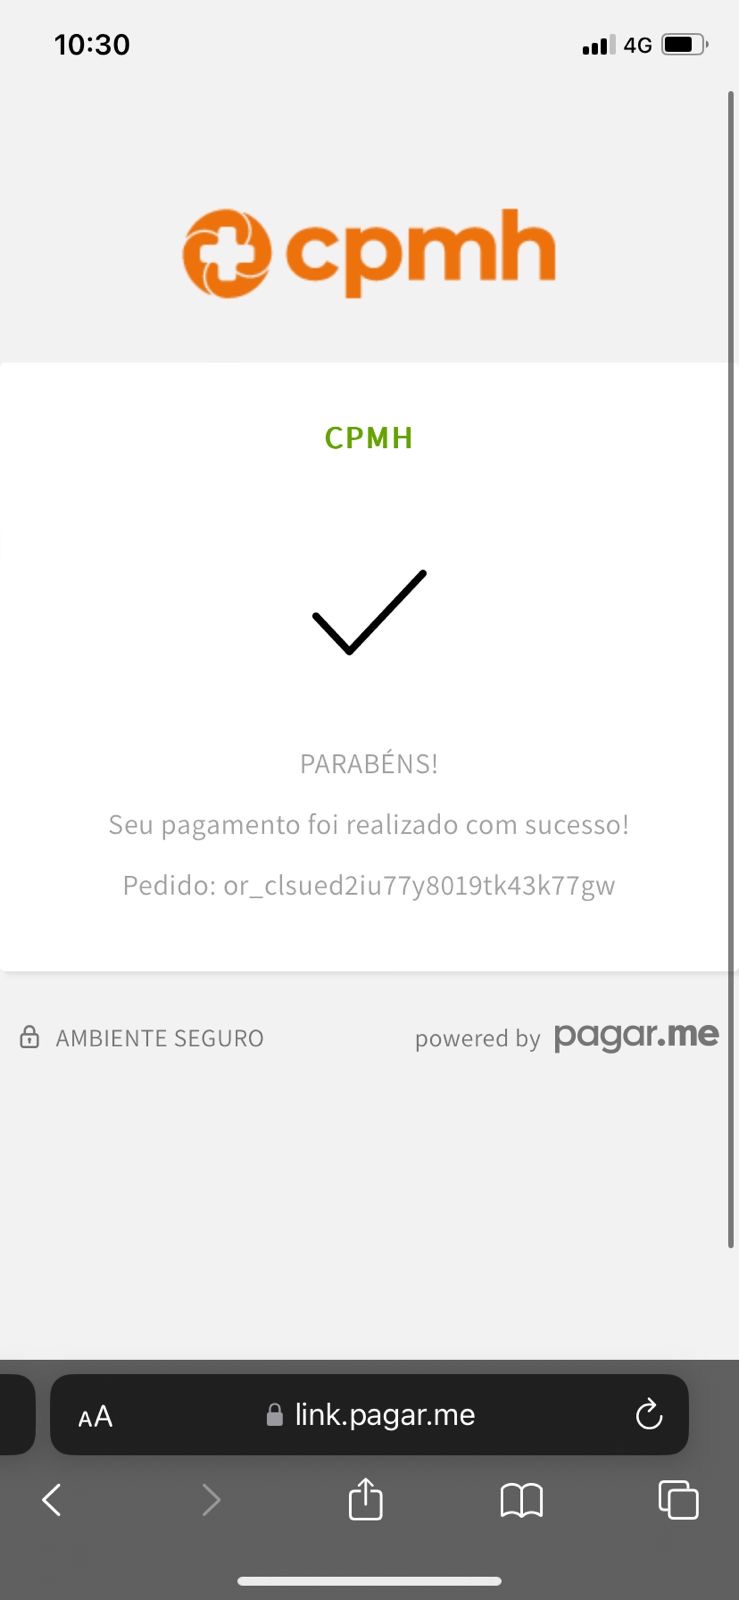 10:30
4G
cpmh
CPMH
PARABÉNS!
Seu pagamento foi realizado com sucesso!
Pedido: or_clsued2iu77y8019tk43k77gw
AMBIENTE SEGURO
powered by pagar.me
AA
link.pagar.me